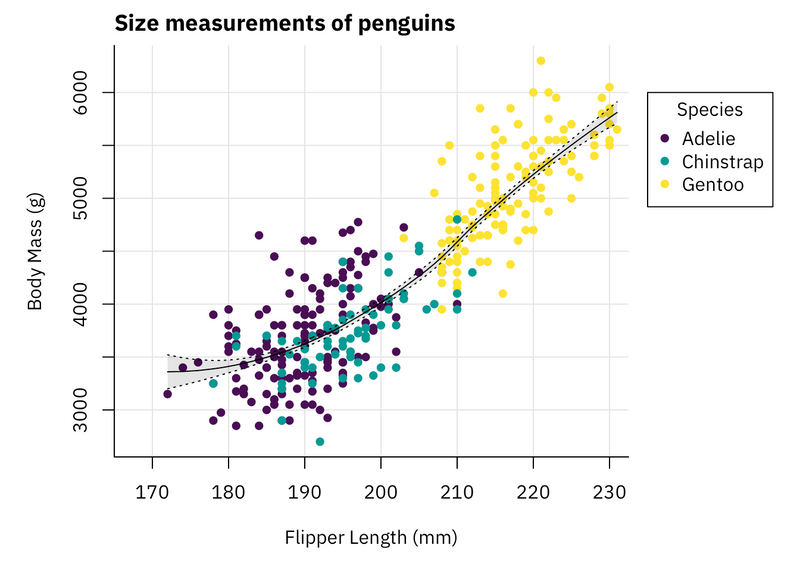 Size measurements of penguins
6000
5000
4000
3000
Body Mass (g)
170 180 190 200 210 220 230
Flipper Length (mm)
Species
Adelie
Chinstrap
Gentoo